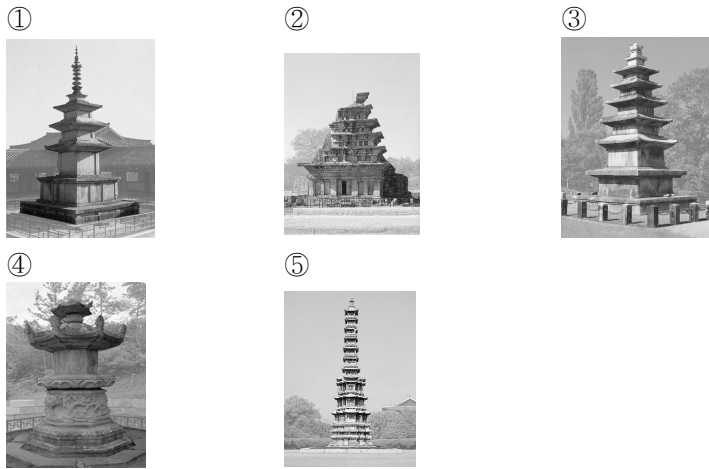 ① ② ③
④ ⑤